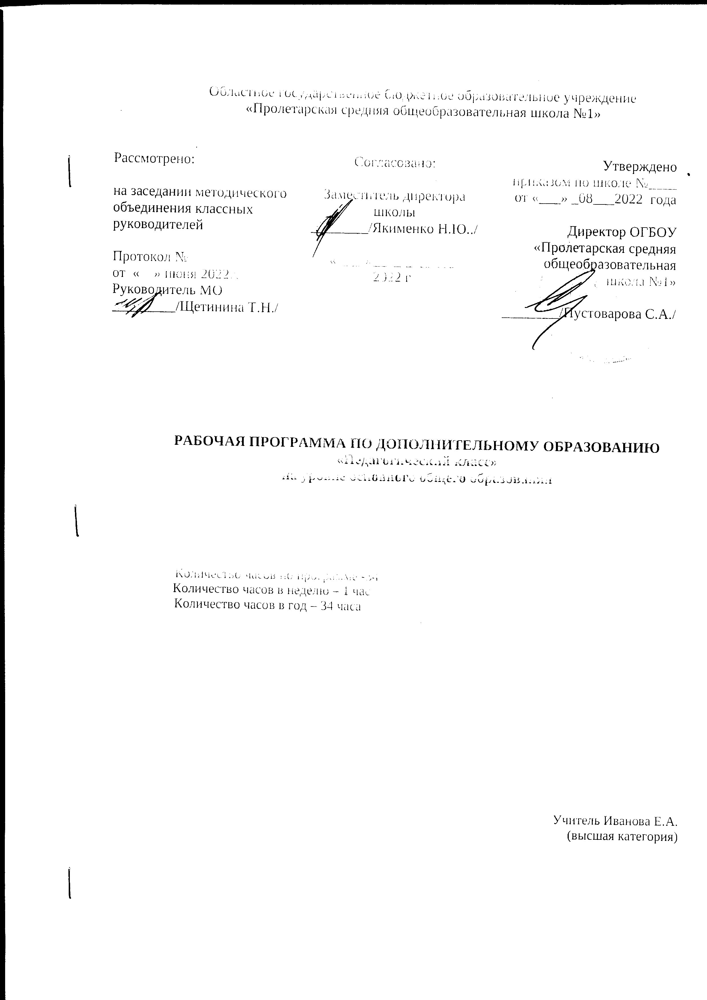 Областное государственное бюджетное образовательное учреждение
«Пролетарская средняя общеобразовательная школа №1»
Рассмотрено:
на заседании методического
объединения классных
руководителей
Протокол №
от « » июня 2022г.
Руководитель МО
_________/Щетинина Т.Н./
Согласовано:
Заместитель директора
школы
________/Якименко Н.Ю../
2022 г
Утверждено
приказом по школе №____
от «___» _08___2022 года
Директор ОГБОУ
«Пролетарская средняя
общеобразовательная
школа №1»
________/Пустоварова С.А./
РАБОЧАЯ ПРОГРАММА ПО ДОПОЛНИТЕЛЬНОМУ ОБРАЗОВАНИЮ
«Педагогический класс»
на уровне основного общего образования
Количество часов по программе -34
Количество часов в неделю – 1 час
Количество часов в год – 34 часа
Учитель Иванова Е.А.
(высшая категория)